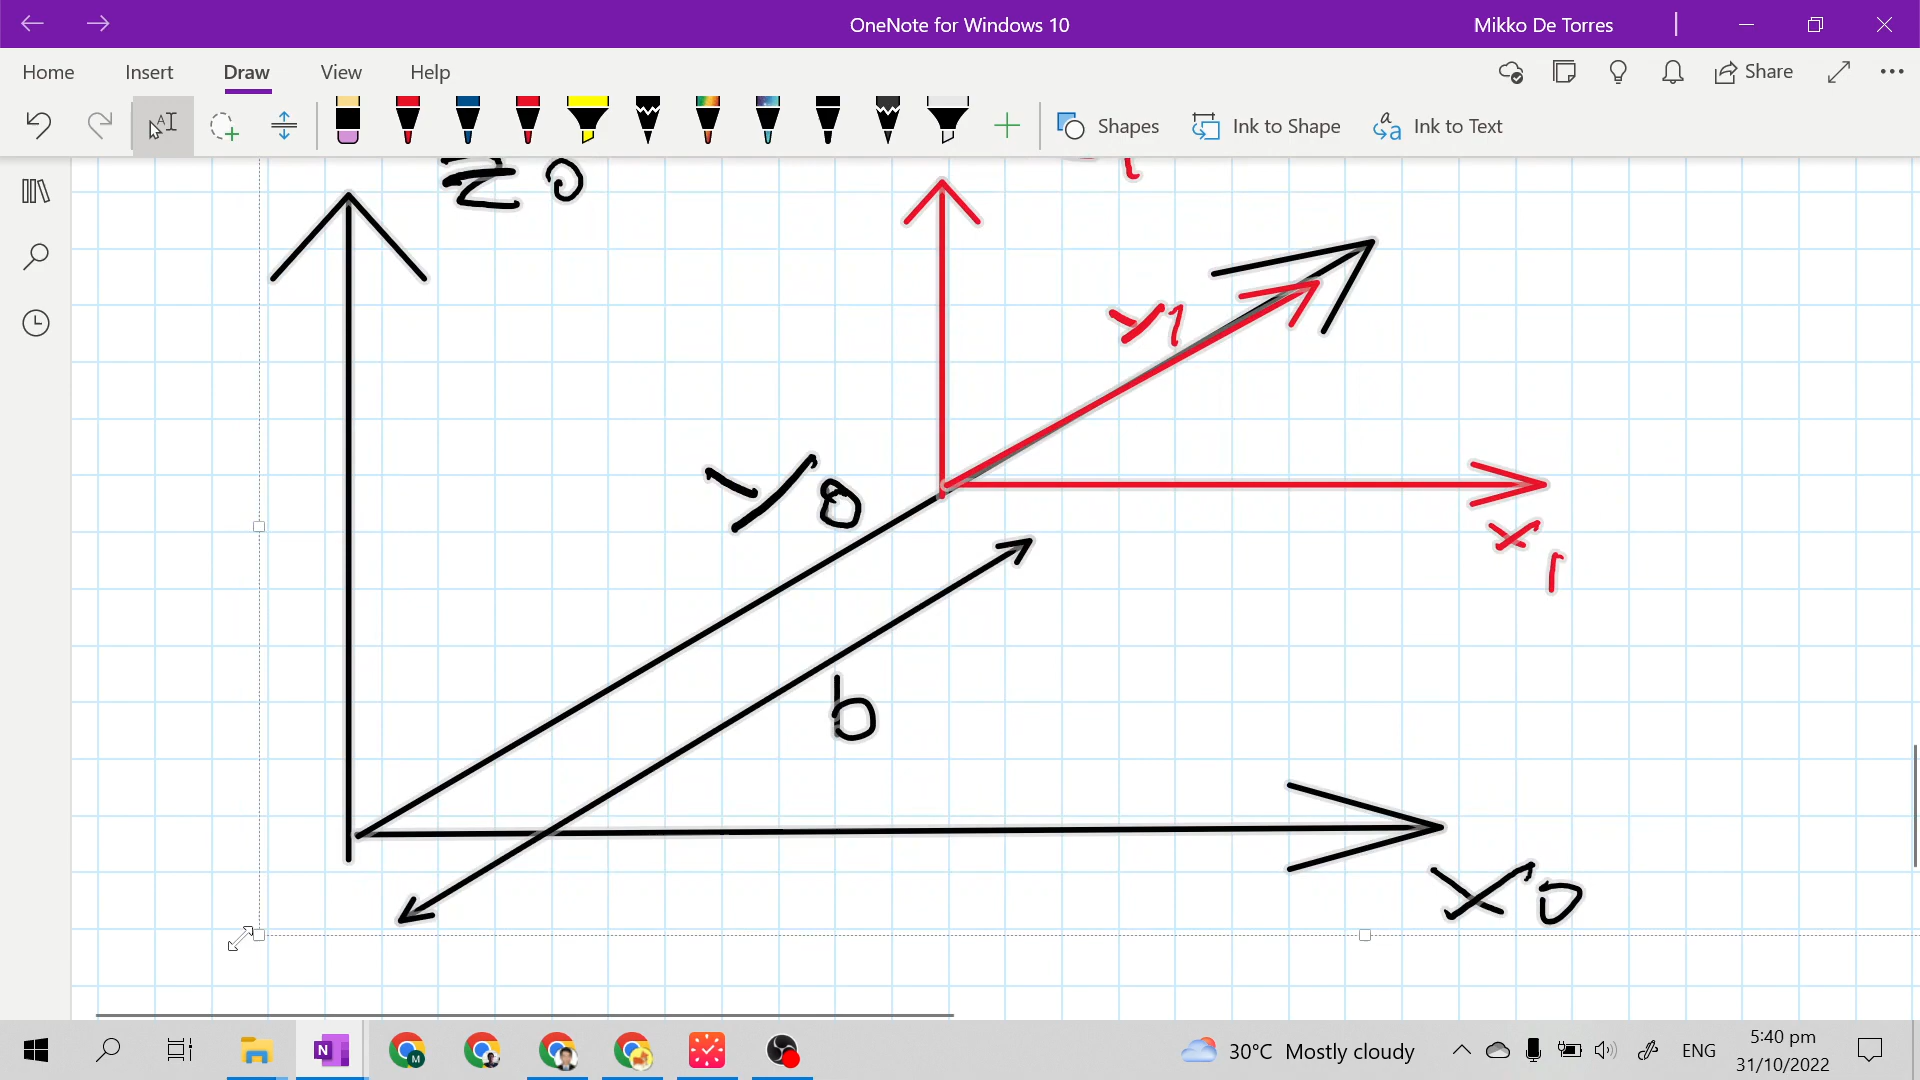 OneNote for Windows 10
Mikko De Torres
Home Insert Draw View Help
Share
Shapes
Ink to Shape
Ink to Text
Z0
Y1
Y0
X1
b
X0
30°C Mostly cloudy
ENG
5:40 pm
31/10/2022